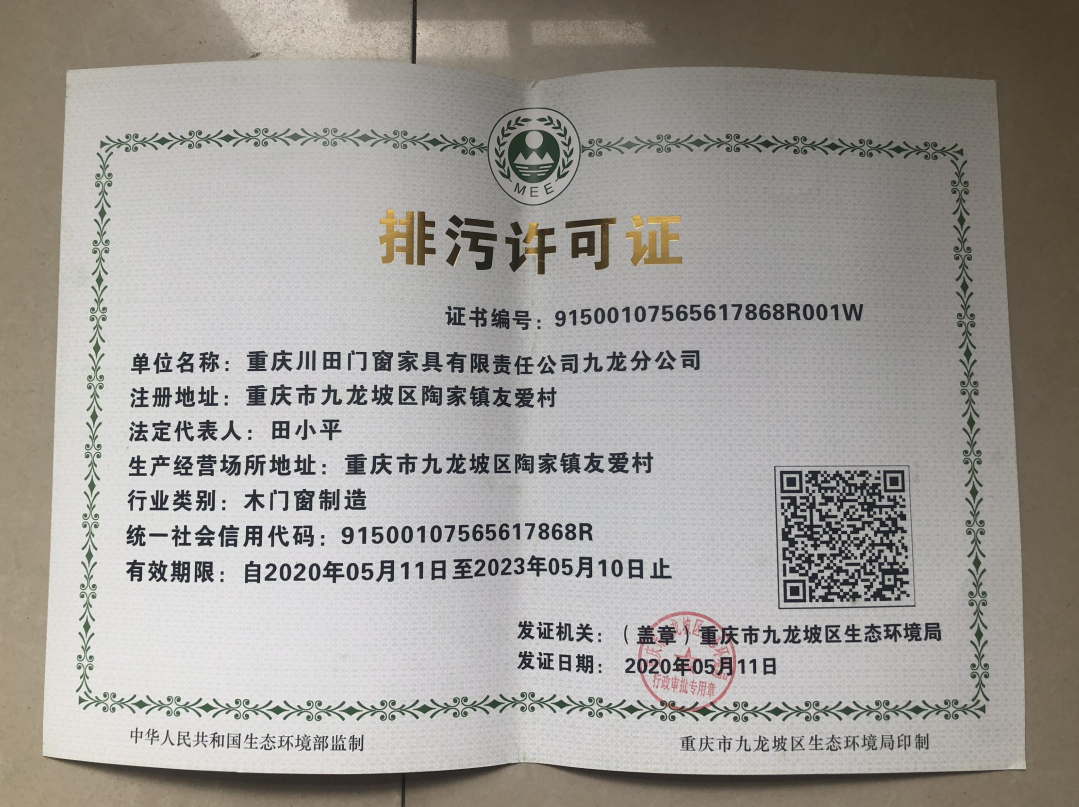 MEE
排污许可证
证书编号：91500107565617868R001W
单位名称：重庆川田门窗家具有限责任公司九龙分公司
注册地址：重庆市九龙坡区陶家镇友爱村
法定代表人：田小平
生产经营场所地址：重庆市九龙坡区陶家镇友爱村
行业类别：木门窗制造
统一社会信用代码：91500107565617868R
有效期限：自2020年05月11日至2023年05月10日止
发证机关：（盖章）重庆市九龙坡区生态环境局
发证日期：2020年05月11日
行政审批专用章
中华人民共和国生态环境部监制
重庆市九龙坡区生态环境局印制